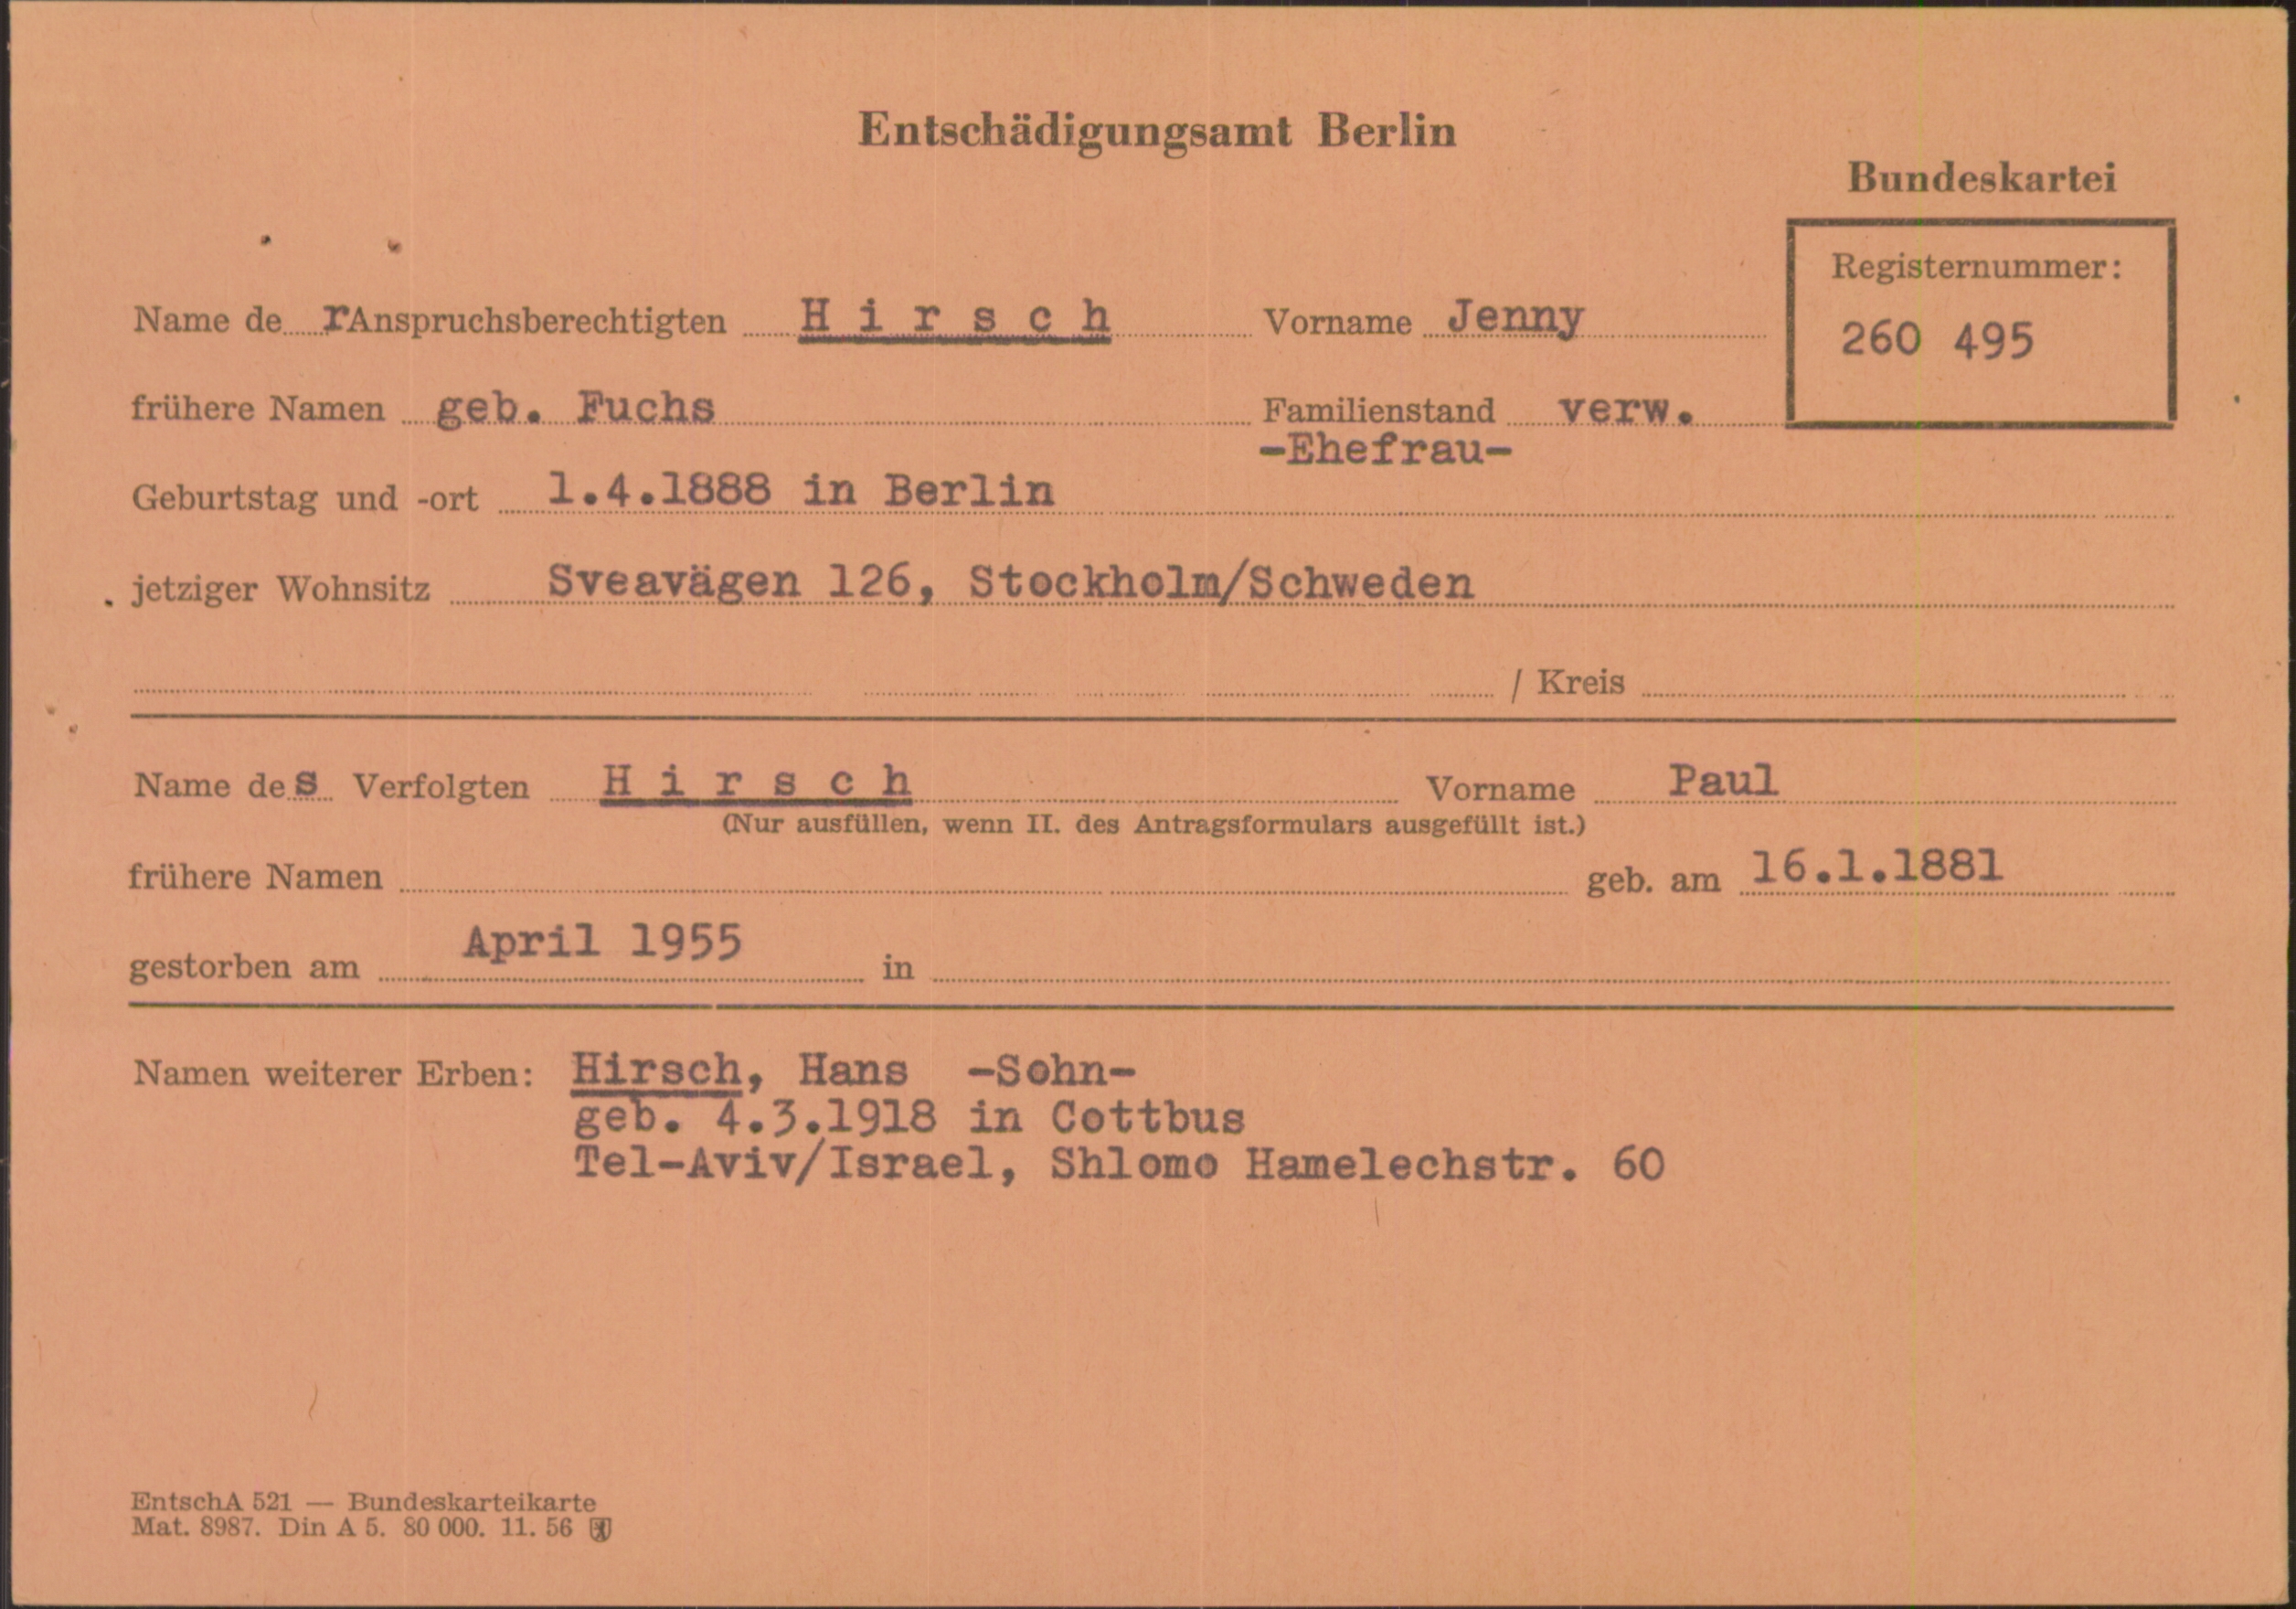 Entschädigungsamt Berlin
Bundeskartei
Registernummer:
260 495
Name de r Anspruchsberechtigten H i r s c h Vorname Jenny
frühere Namen geb. Fuchs Familienstand verw.
-Ehefrau-
Geburtstag und -ort 1.4.1888 in Berlin
jetziger Wohnsitz Sveavägen 126, Stockholm/Schweden
/ Kreis
Name des Verfolgten H i r s c h Vorname Paul
(Nur ausfüllen, wenn II. des Antragsformulars ausgefüllt ist.)
frühere Namen geb. am 16.1.1881
gestorben am April 1955 in
Namen weiterer Erben: Hirsch, Hans -Sohn-
geb. 4.3.1918 in Cottbus
Tel-Aviv/Israel, Shlomo Hamelechstr. 60
EntschA 521 — Bundeskarteikarte
Mat. 8987. Din A 5. 80 000. 11. 56